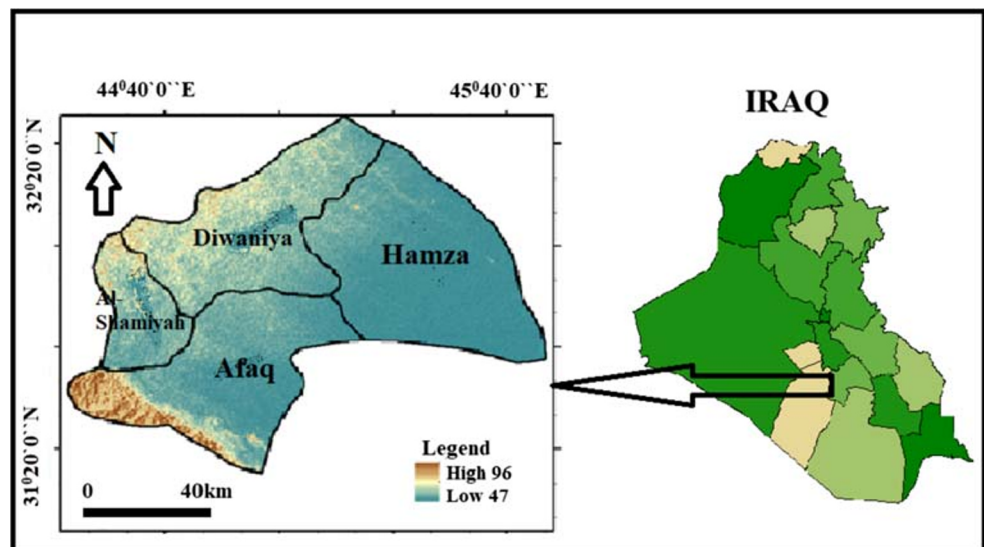 44⁰40`0``E 45⁰40`0``E
IRAQ
N
32⁰20`0``N
Diwaniya
Hamza
Al-
Shamiyah
Afaq
31⁰20`0``N
Legend
High 96
Low 47
0 40km